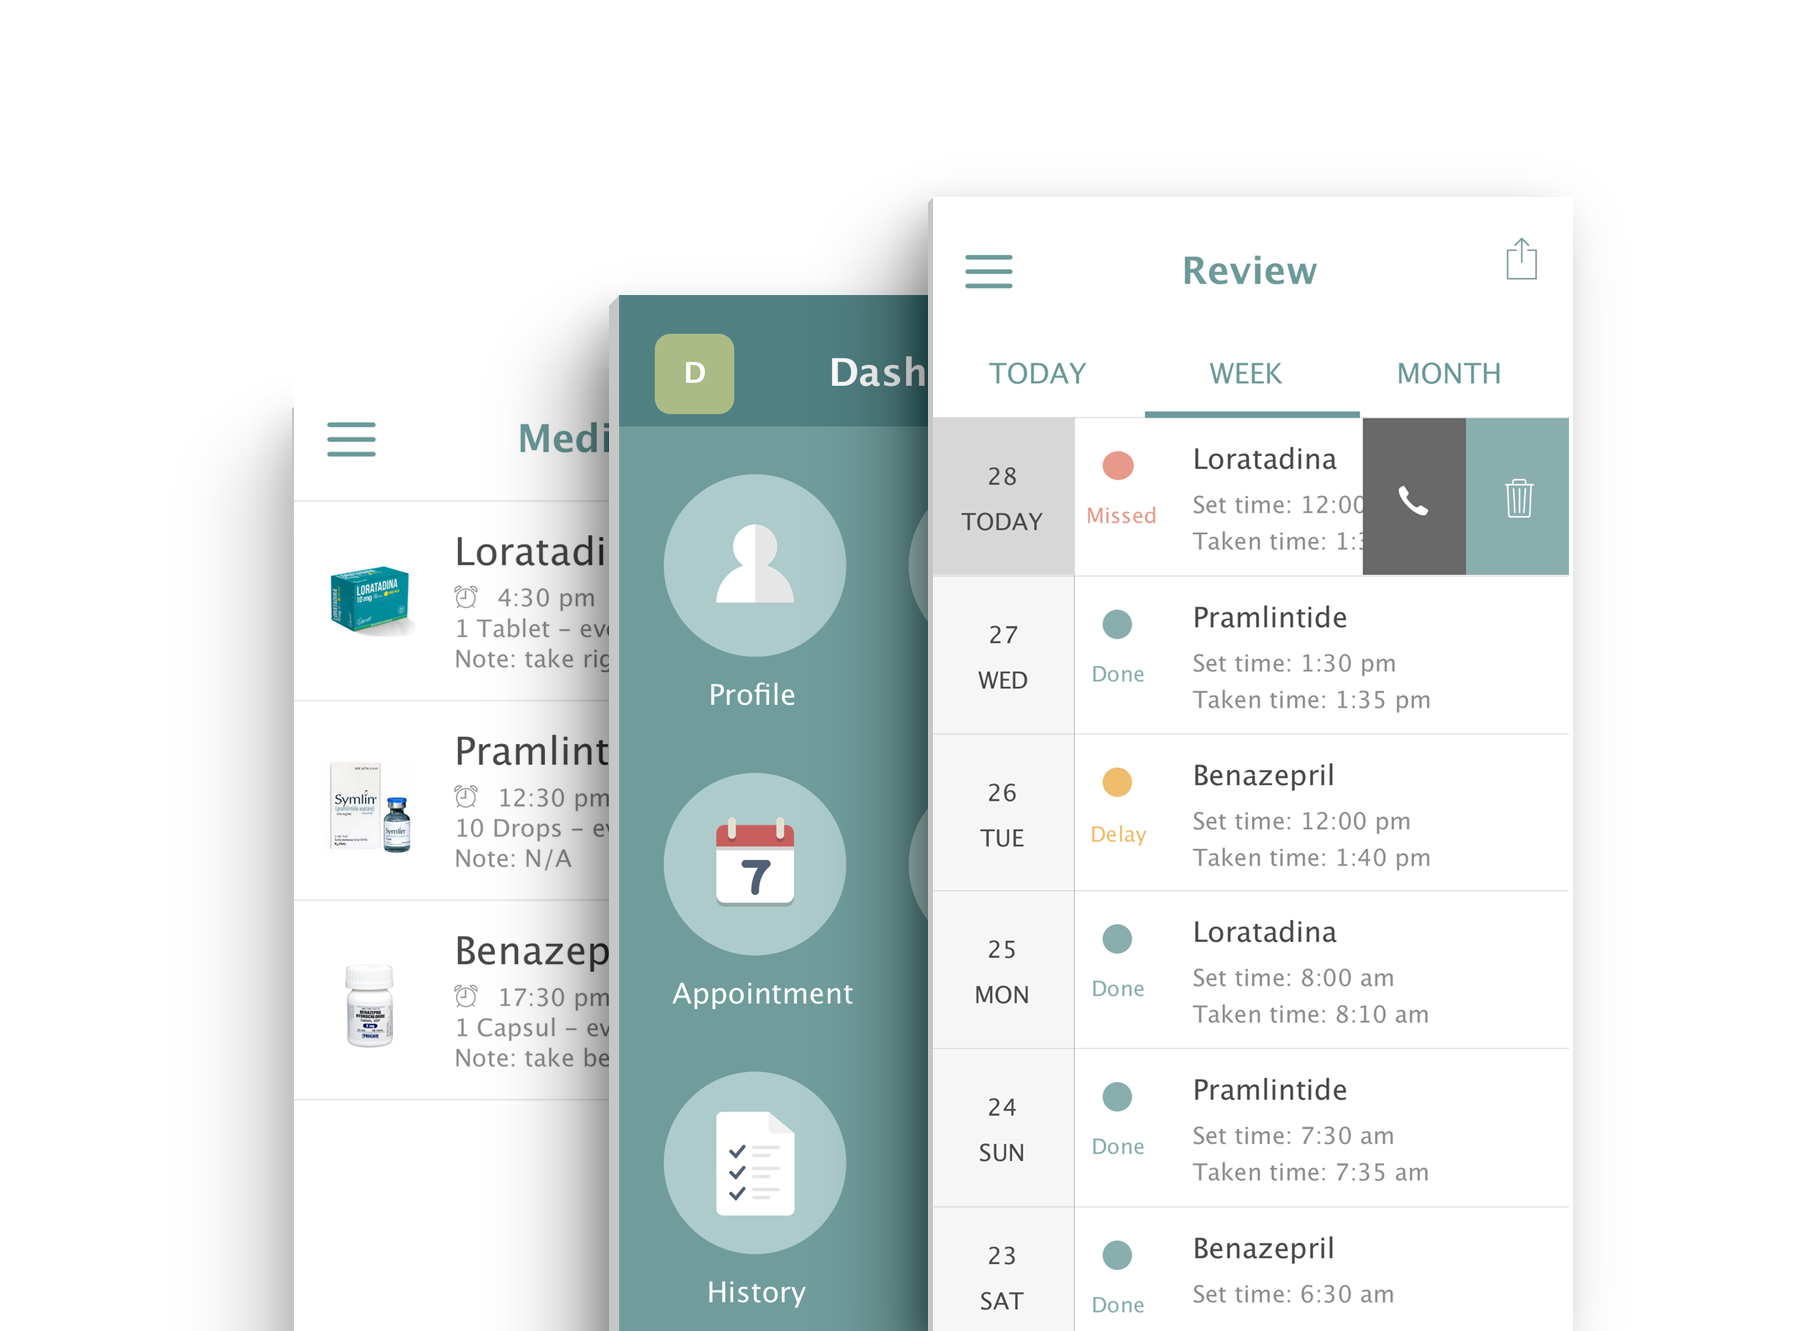 Medi
Loratadi
4:30 pm
1 Tablet – eve
Note: take rig
LORATADINA
10 mg
Pramlint
12:30 pm
10 Drops – ev
Note: N/A
Symlin
Symlin
Benazep
17:30 pm
1 Capsul – ev
Note: take be
BENAZEPRIL
HYDROCHLORIDE
D
Dash
Profile
7
Appointment
History
Review
TODAY
WEEK
MONTH
28
TODAY
Missed
Loratadina
Set time: 12:00
Taken time: 1:3
27
WED
Done
Pramlintide
Set time: 1:30 pm
Taken time: 1:35 pm
26
TUE
Delay
Benazepril
Set time: 12:00 pm
Taken time: 1:40 pm
25
MON
Done
Loratadina
Set time: 8:00 am
Taken time: 8:10 am
24
SUN
Done
Pramlintide
Set time: 7:30 am
Taken time: 7:35 am
23
SAT
Done
Benazepril
Set time: 6:30 am